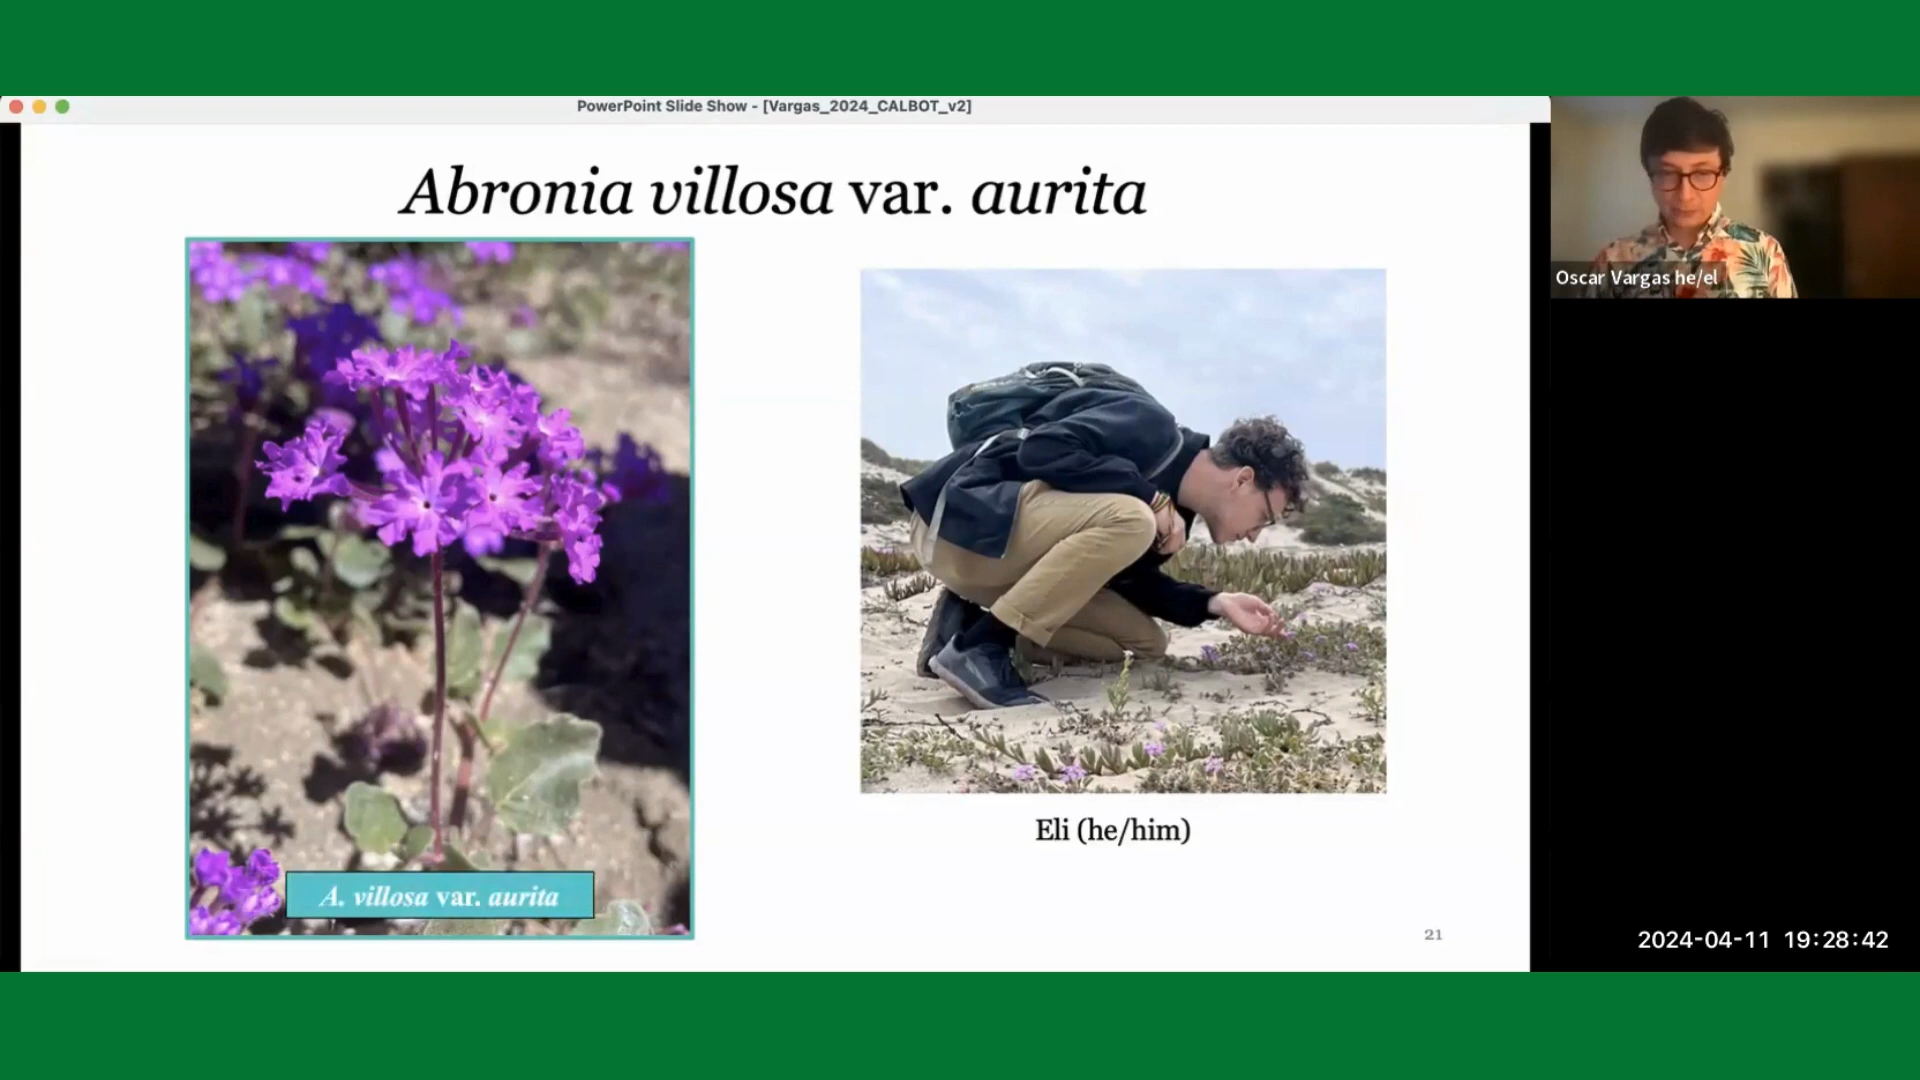 PowerPoint Slide Show - [Vargas_2024_CALBOT_v2]
Abronia villosa var. aurita
Oscar Vargas he/el
Eli (he/him)
A. villosa var. aurita
21
2024-04-11 19:28:42